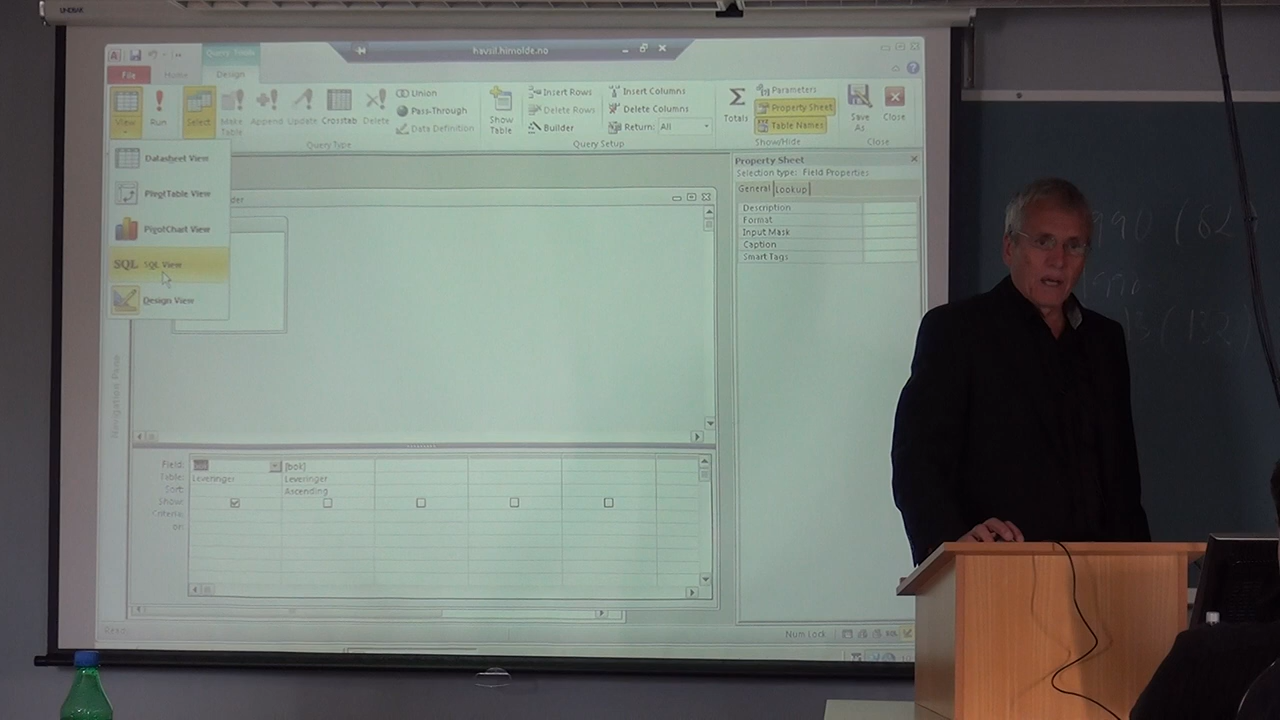 havsil.himolde.no
Query Tools
File Home Design
View Run Select Make Table Append Update Crosstab Delete
Union
Pass-Through
Data Definition
Query Type
Show Table
Insert Rows
Delete Rows
Builder
Insert Columns
Delete Columns
Return: All
Query Setup
Totals
Parameters
Property Sheet
Table Names
Show/Hide
Save As
Close
Close
Datasheet View
PivotTable View
PivotChart View
SQL SQL View
Design View
Navigation Pane
Property Sheet
Selection type: Field Properties
General Lookup
Description
Format
Input Mask
Caption
Smart Tags
Field: [bok]
Table: Leveringer Leveringer
Sort: Ascending
Show:
Criteria:
or:
Ready
Num Lock
SQL